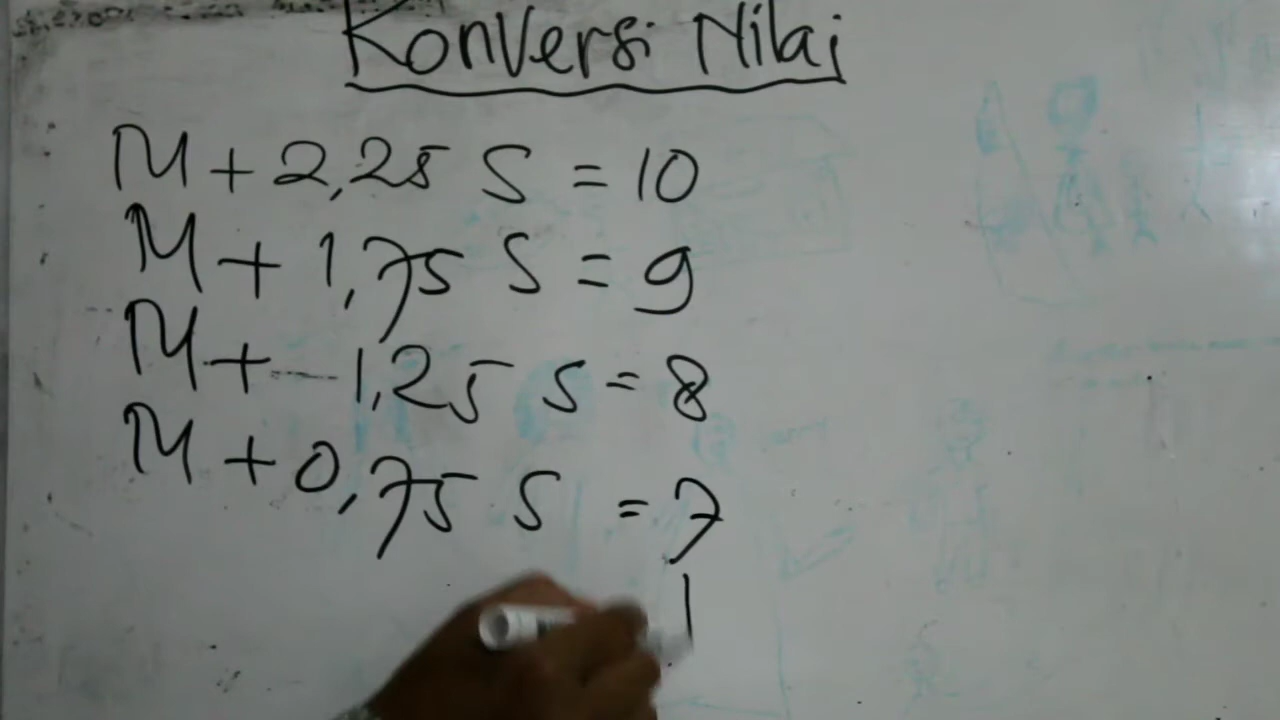 Konversi Nilai
M + 2,25 S = 10
M + 1,75 S = 9
M + 1,25 S = 8
M + 0,75 S = 7